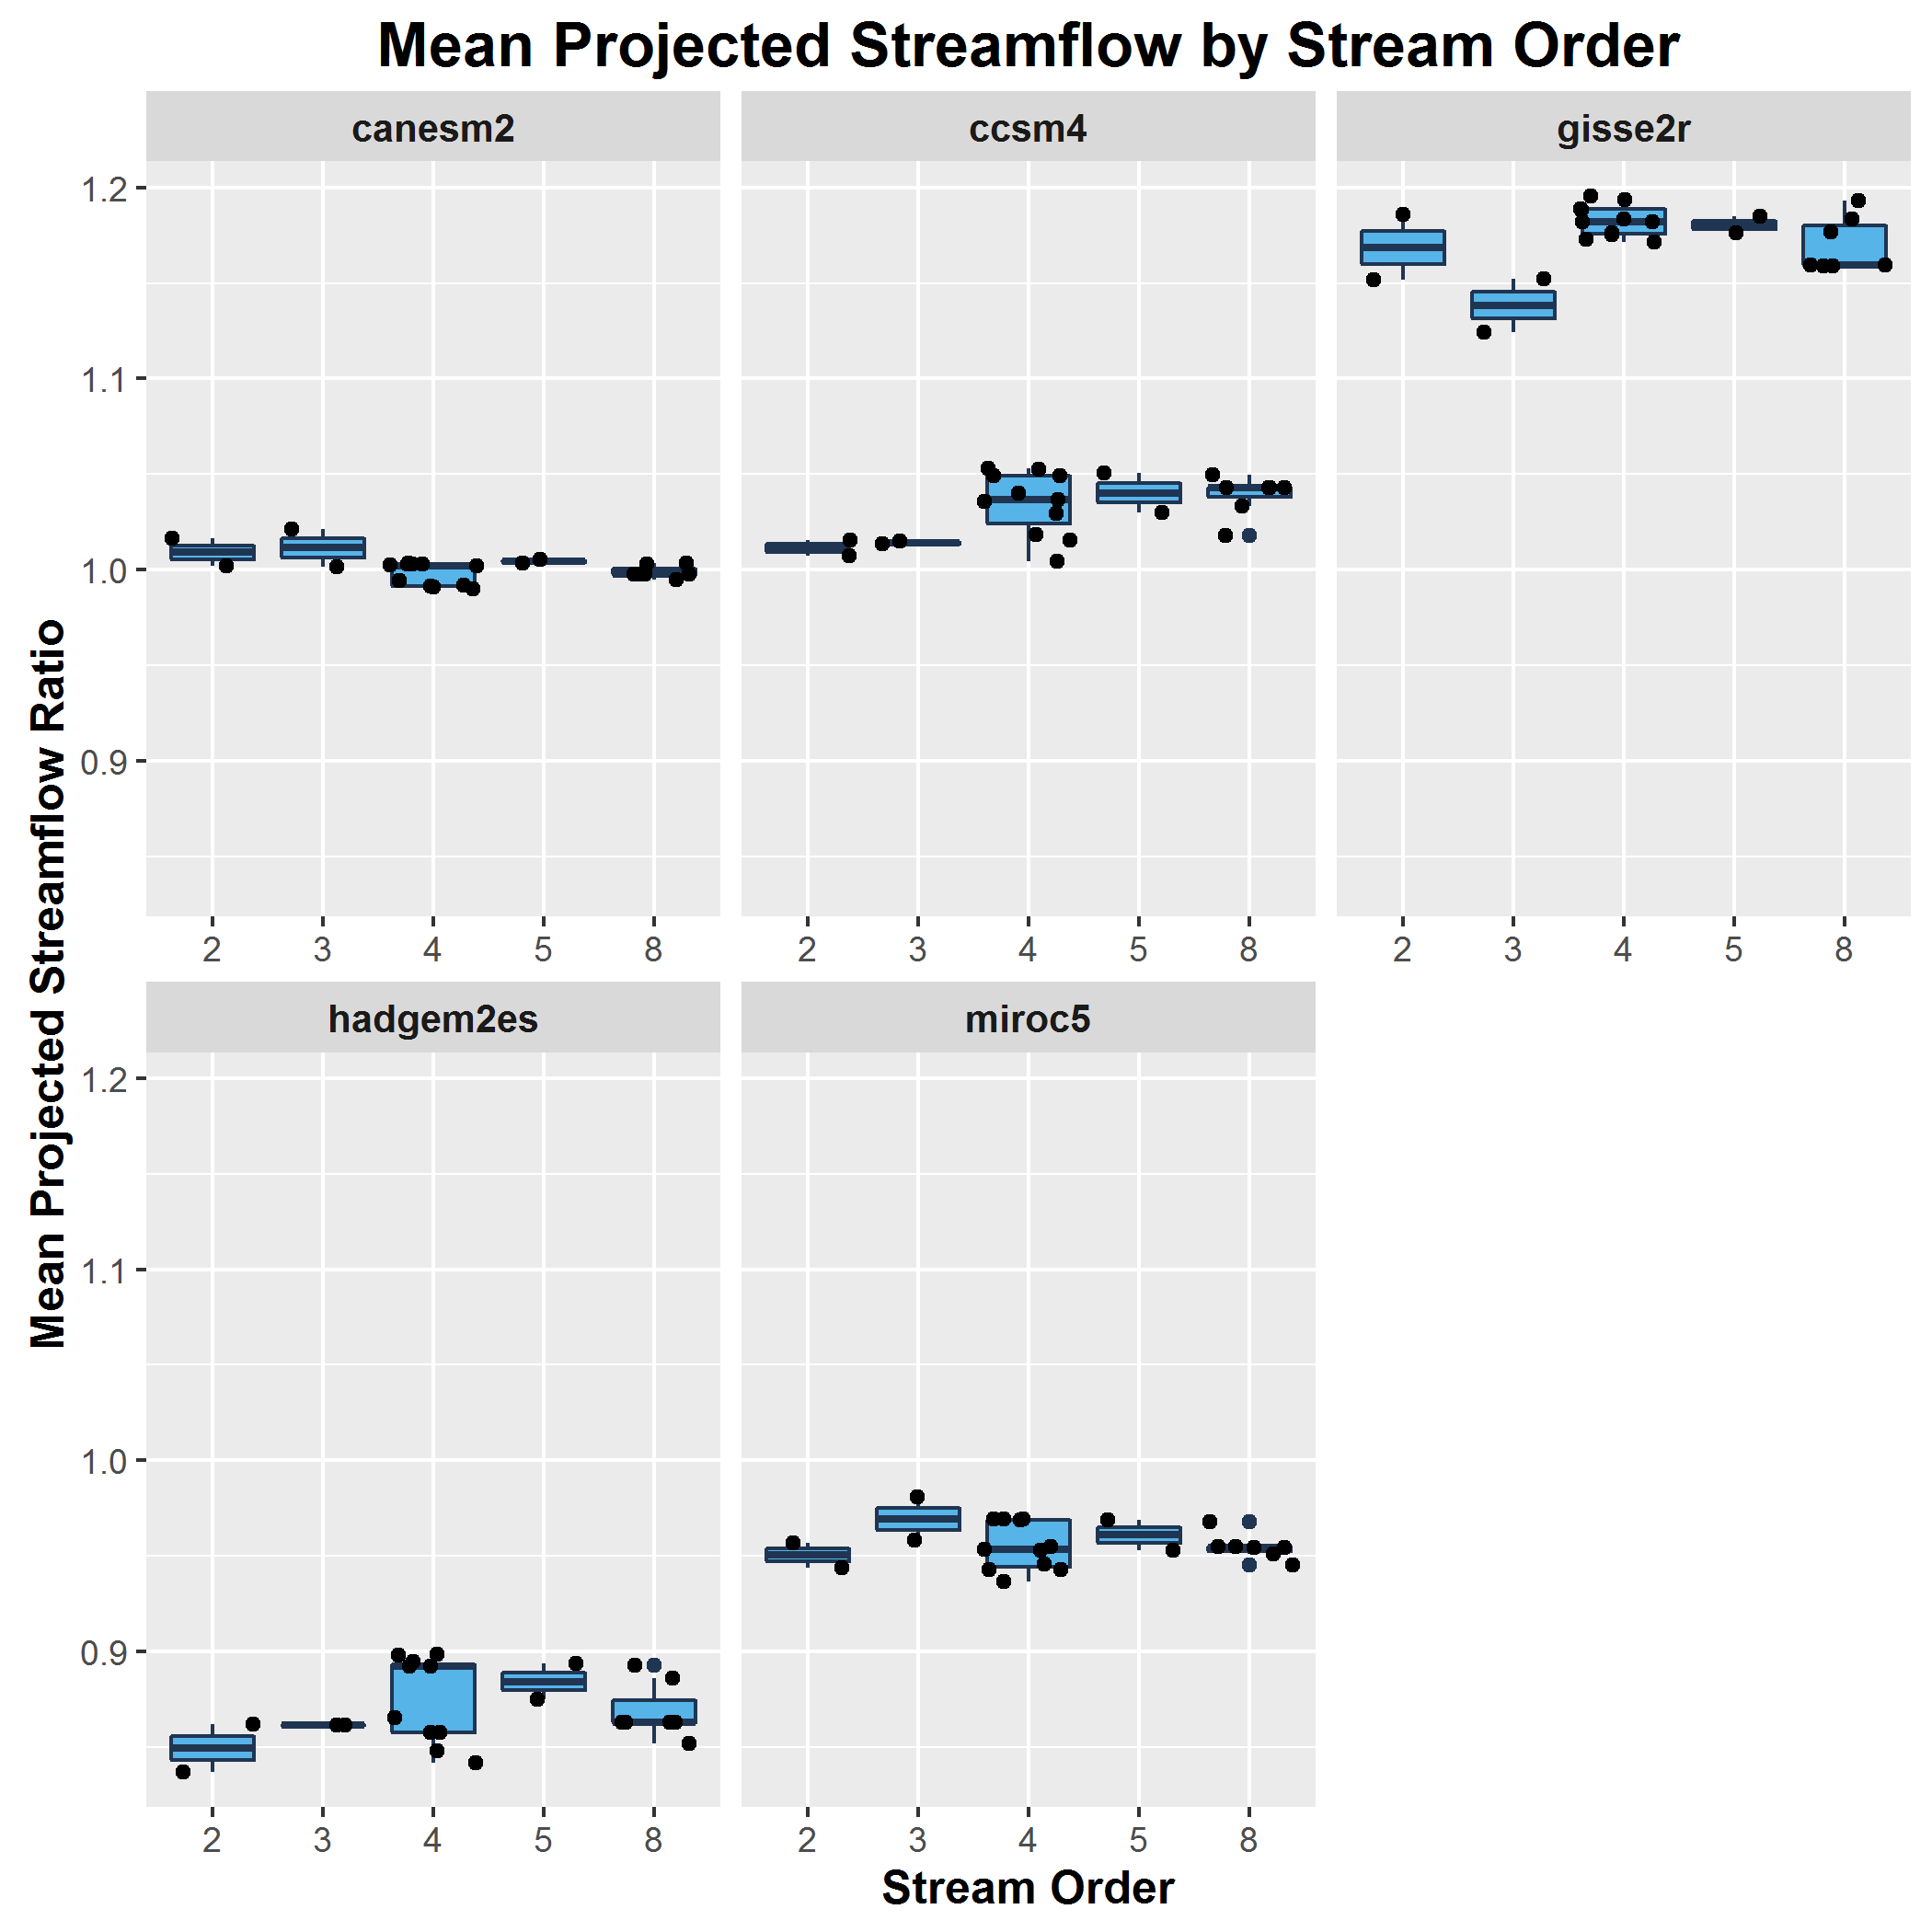 Mean Projected Streamflow by Stream Order
canesm2
ccsm4
gisse2r
1.2
1.1
1.0
0.9
2 3 4 5 8
2 3 4 5 8
2 3 4 5 8
Mean Projected Streamflow Ratio
hadgem2es
miroc5
1.2
1.1
1.0
0.9
2 3 4 5 8
2 3 4 5 8
Stream Order